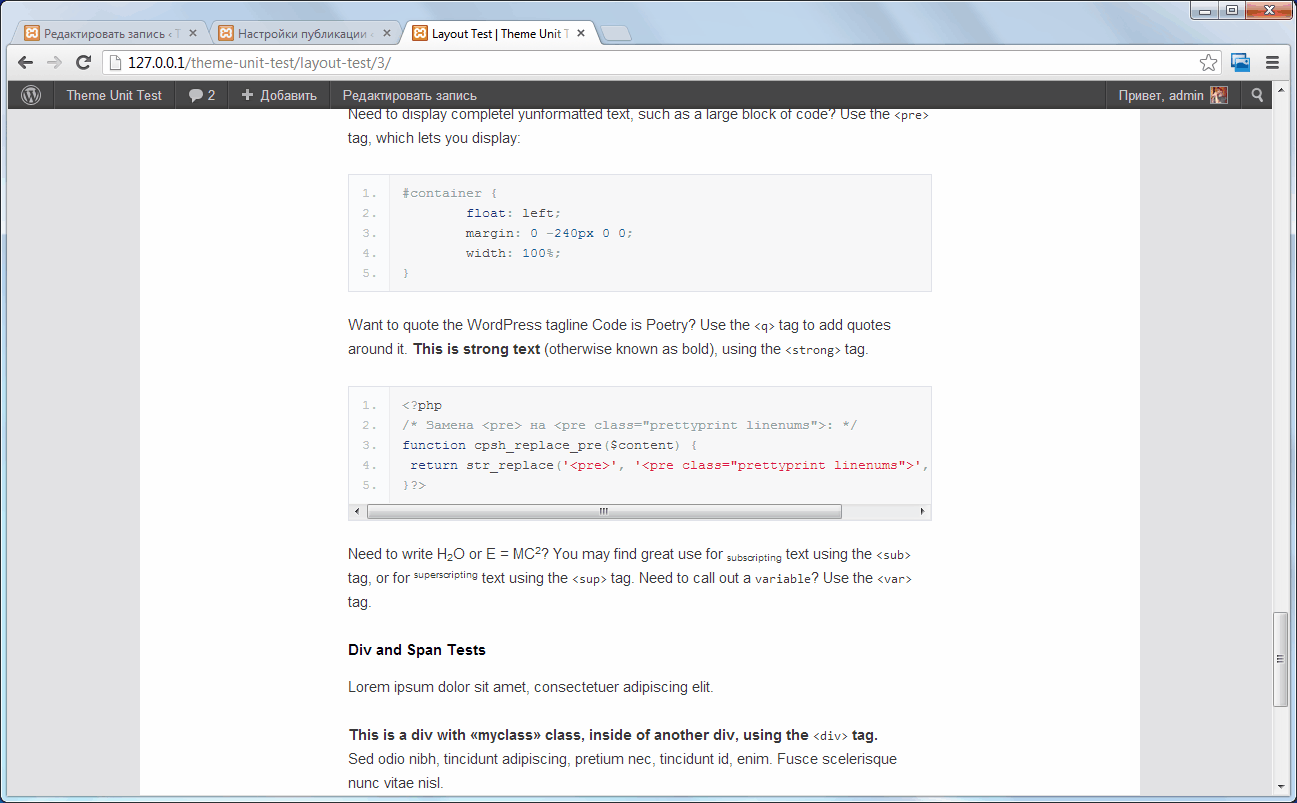 Редактировать запись ‹ T
Настройки публикации ‹
Layout Test | Theme Unit T
127.0.0.1/theme-unit-test/layout-test/3/
Theme Unit Test 2 + Добавить Редактировать запись Привет, admin
Need to display completel yunformatted text, such as a large block of code? Use the <pre>
tag, which lets you display:
1. #container {
2. float: left;
3. margin: 0 -240px 0 0;
4. width: 100%;
5. }
Want to quote the WordPress tagline Code is Poetry? Use the <q> tag to add quotes
around it. This is strong text (otherwise known as bold), using the <strong> tag.
1. <?php
2. /* Замена <pre> на <pre class="prettyprint linenums">: */
3. function cpsh_replace_pre($content) {
4. return str_replace('<pre>', '<pre class="prettyprint linenums">',
5. }?>
Need to write H₂O or E = MC²? You may find great use for subscripting text using the <sub>
tag, or for superscripting text using the <sup> tag. Need to call out a variable? Use the <var>
tag.
Div and Span Tests
Lorem ipsum dolor sit amet, consectetuer adipiscing elit.
This is a div with «myclass» class, inside of another div, using the <div> tag.
Sed odio nibh, tincidunt adipiscing, pretium nec, tincidunt id, enim. Fusce scelerisque
nunc vitae nisl.